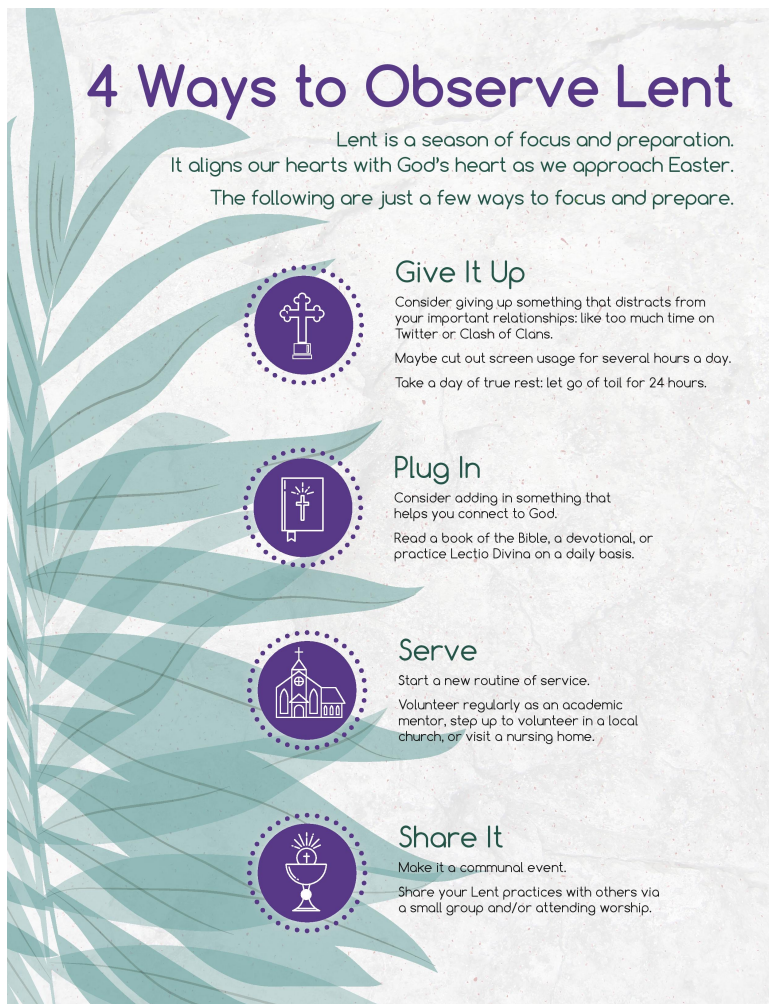 4 Ways to Observe Lent
Lent is a season of focus and preparation.
It aligns our hearts with God's heart as we approach Easter.
The following are just a few ways to focus and prepare.
Give It Up
Consider giving up something that distracts from
your important relationships: like too much time on
Twitter or Clash of Clans.
Maybe cut out screen usage for several hours a day.
Take a day of true rest: let go of toil for 24 hours.
Plug In
Consider adding in something that
helps you connect to God.
Read a book of the Bible, a devotional, or
practice Lectio Divina on a daily basis.
Serve
Start a new routine of service.
Volunteer regularly as an academic
mentor, step up to volunteer in a local
church, or visit a nursing home.
Share It
Make it a communal event.
Share your Lent practices with others via
a small group and/or attending worship.